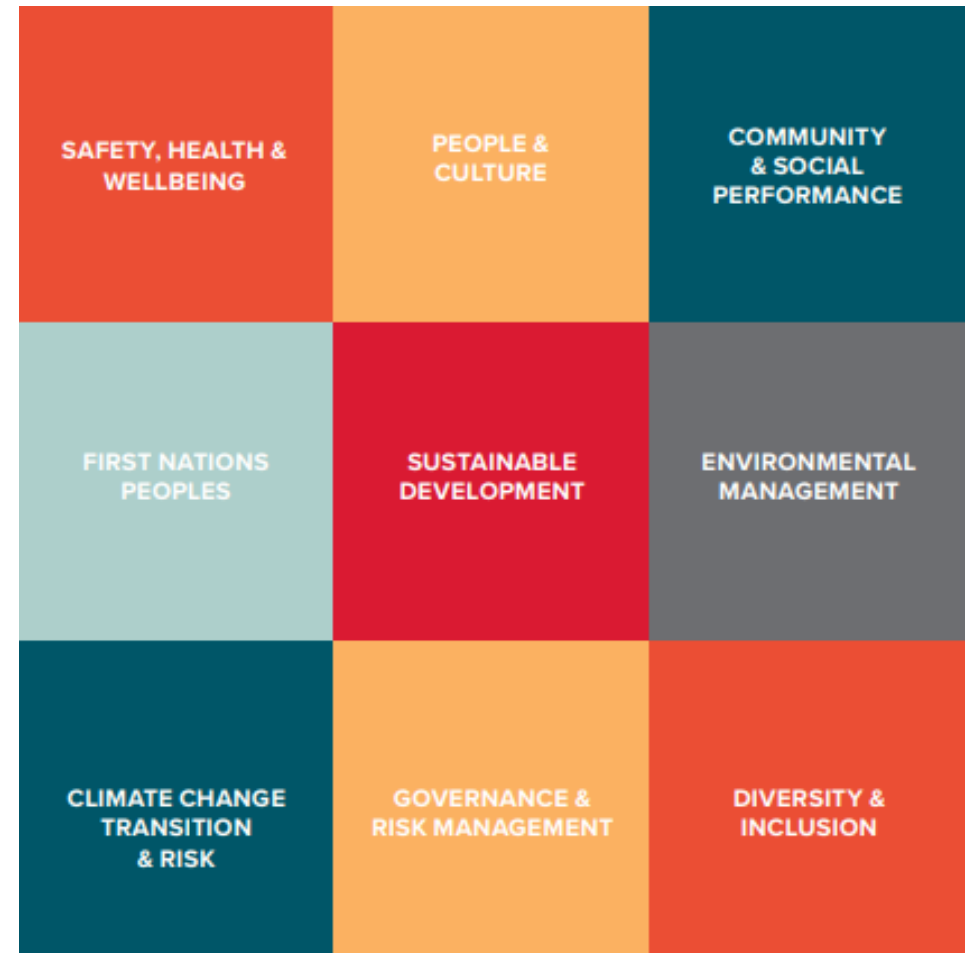 SAFETY, HEALTH &
WELLBEING
PEOPLE &
CULTURE
COMMUNITY
& SOCIAL
PERFORMANCE
FIRST NATIONS
PEOPLES
SUSTAINABLE
DEVELOPMENT
ENVIRONMENTAL
MANAGEMENT
CLIMATE CHANGE
TRANSITION
& RISK
GOVERNANCE &
RISK MANAGEMENT
DIVERSITY &
INCLUSION